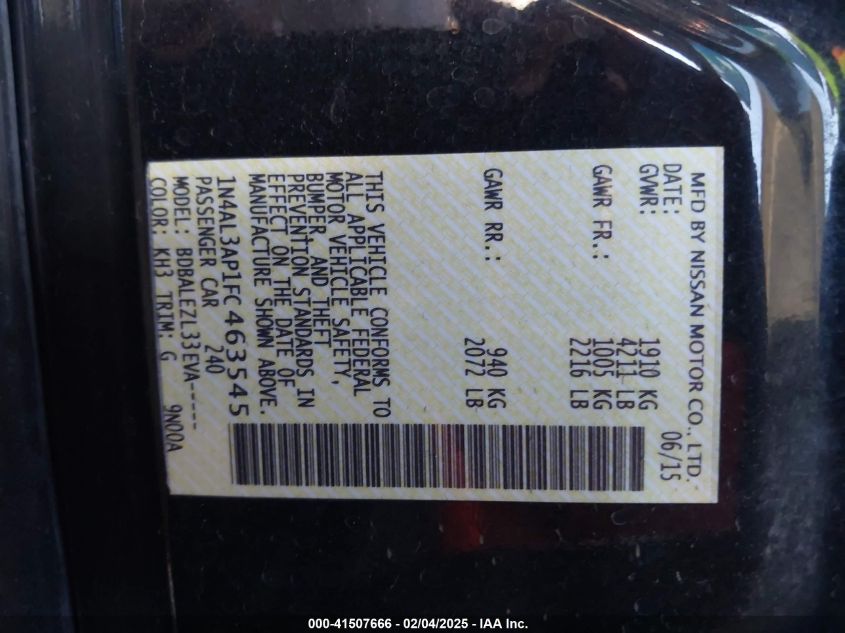 MFD BY NISSAN MOTOR CO., LTD.
DATE: 06/15
GVWR: 1910 KG
4211 LB
GAWR FR.: 1005 KG
2216 LB
GAWR RR.: 940 KG
2072 LB
THIS VEHICLE CONFORMS TO
ALL APPLICABLE FEDERAL
MOTOR VEHICLE SAFETY,
BUMPER, AND THEFT
PREVENTION STANDARDS IN
EFFECT ON THE DATE OF
MANUFACTURE SHOWN ABOVE.
1N4AL3AP1FC463545
PASSENGER CAR 240
MODEL: BDBALEZL33EVA-----
COLOR: KH3 TRIM: G 9N00A
000-41507666 - 02/04/2025 - IAA Inc.